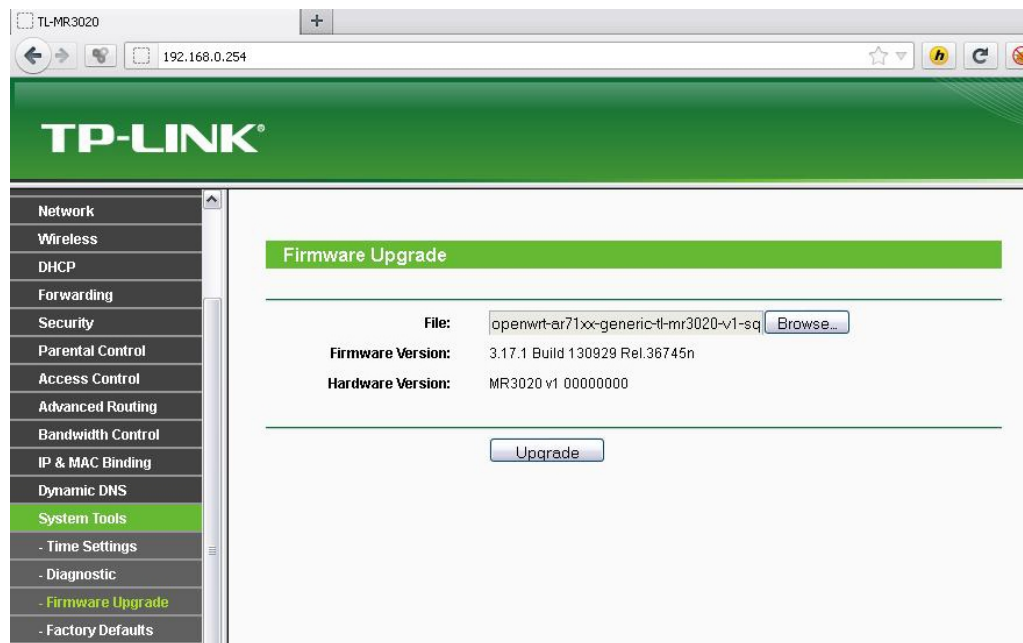 TL-MR3020
+
192.168.0.254
h
TP-LINK®
Network
Wireless
DHCP
Forwarding
Security
Parental Control
Access Control
Advanced Routing
Bandwidth Control
IP & MAC Binding
Dynamic DNS
System Tools
- Time Settings
- Diagnostic
- Firmware Upgrade
- Factory Defaults
Firmware Upgrade
File: openwrt-ar71xx-generic-tl-mr3020-v1-sq Browse...
Firmware Version: 3.17.1 Build 130929 Rel.36745n
Hardware Version: MR3020 v1 00000000
Upgrade